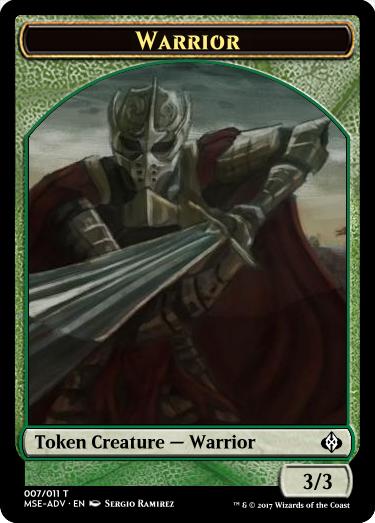 WARRIOR
Token Creature — Warrior
3/3
007/011 T
MSE-ADV · EN SERGIO RAMIREZ
™ & © 2017 Wizards of the Coast